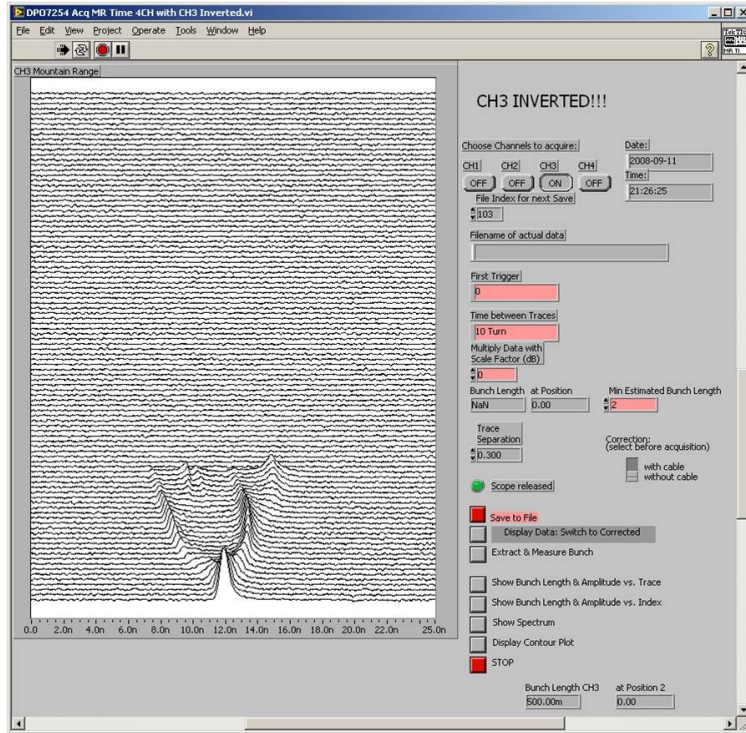 DPO7254 Acq MR Time 4CH with CH3 Inverted.vi
File Edit View Project Operate Tools Window Help
CH3 Mountain Range
CH3 INVERTED!!!
Choose Channels to acquire:
Date:
2008-09-11
CH1 CH2 CH3 CH4
Time:
OFF OFF ON OFF
21:26:25
File Index for next Save
103
Filename of actual data
First Trigger
0
Time between Traces
10 Turn
Multiply Data with
Scale Factor (dB)
0
Bunch Length at Position Min Estimated Bunch Length
NaN 0.00 2
Trace
Separation
0.300
Correction:
(select before acquisition)
with cable
without cable
Scope released
Save to File
Display Data: Switch to Corrected
Extract & Measure Bunch
Show Bunch Length & Amplitude vs. Trace
Show Bunch Length & Amplitude vs. Index
Show Spectrum
Display Contour Plot
STOP
0.0 2.0n 4.0n 6.0n 8.0n 10.0n 12.0n 14.0n 16.0n 18.0n 20.0n 22.0n 25.0n
Bunch Length CH3 at Position 2
500.00m 0.00